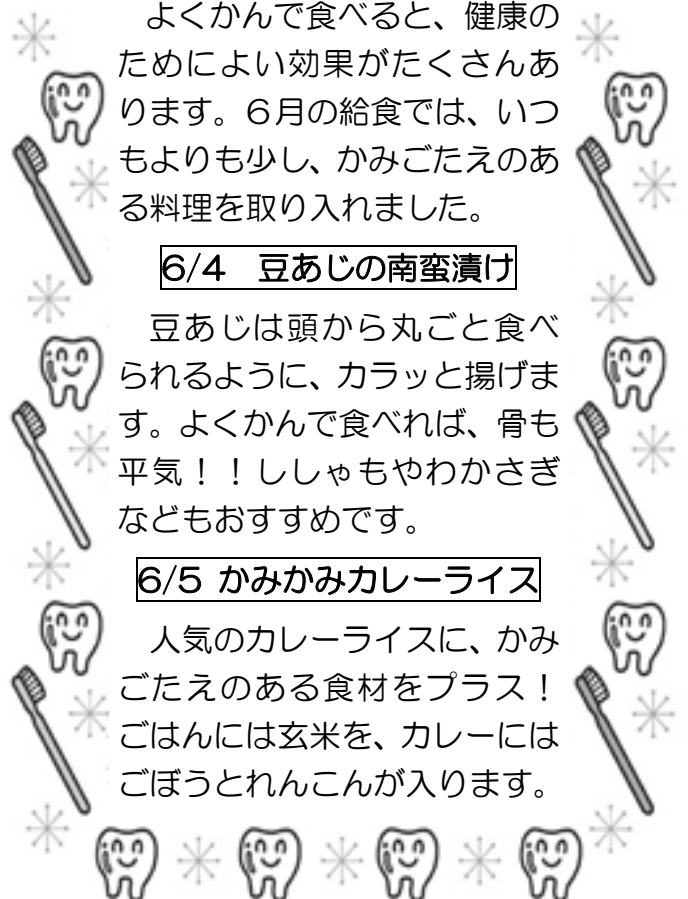 よくかんで食べると、健康の
ためによい効果がたくさんあ
ります。６月の給食では、いつ
もよりも少し、かみごたえのあ
る料理を取り入れました。
6/4　豆あじの南蛮漬け
豆あじは頭から丸ごと食べ
られるように、カラッと揚げま
す。よくかんで食べれば、骨も
平気！！ししゃもやわかさぎ
などもおすすめです。
6/5 かみかみカレーライス
人気のカレーライスに、かみ
ごたえのある食材をプラス！
ごはんには玄米を、カレーには
ごぼうとれんこんが入ります。